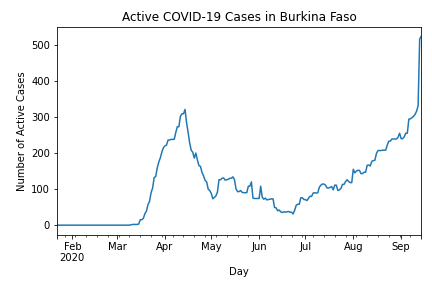 Active COVID-19 Cases in Burkina Faso
Number of Active Cases
500
400
300
200
100
0
Feb Mar Apr May Jun Jul Aug Sep
2020
Day